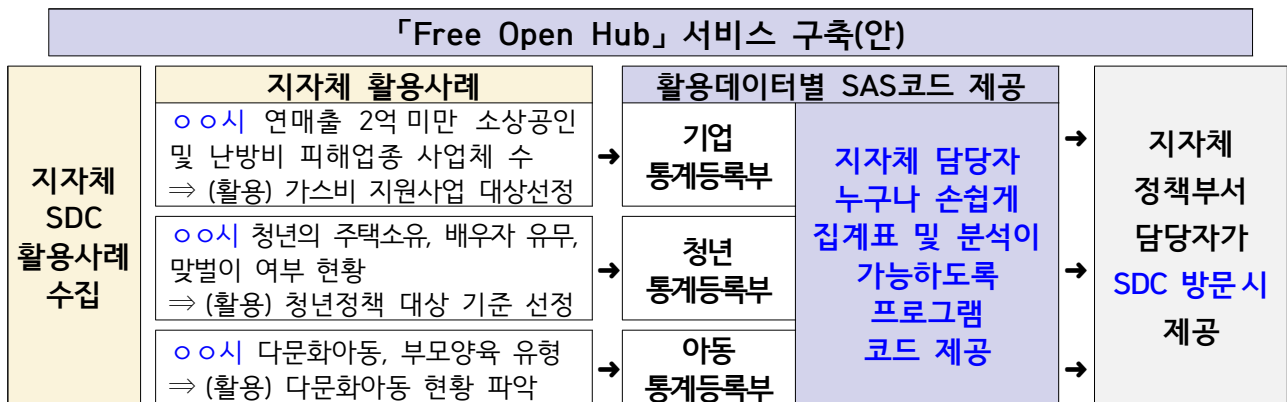 「Free Open Hub」 서비스 구축(안)
지자체
SDC
활용사례
수집
지자체 활용사례
ㅇㅇ시 연매출 2억 미만 소상공인
및 난방비 피해업종 사업체 수
⇒ (활용) 가스비 지원사업 대상선정
ㅇㅇ시 청년의 주택소유, 배우자 유무,
맞벌이 여부 현황
⇒ (활용) 청년정책 대상 기준 선정
ㅇㅇ시 다문화아동, 부모양육 유형
⇒ (활용) 다문화아동 현황 파악
활용데이터별 SAS코드 제공
기업
통계등록부
청년
통계등록부
아동
통계등록부
지자체 담당자
누구나 손쉽게
집계표 및 분석이
가능하도록
프로그램
코드 제공
지자체
정책부서
담당자가
SDC 방문 시
제공